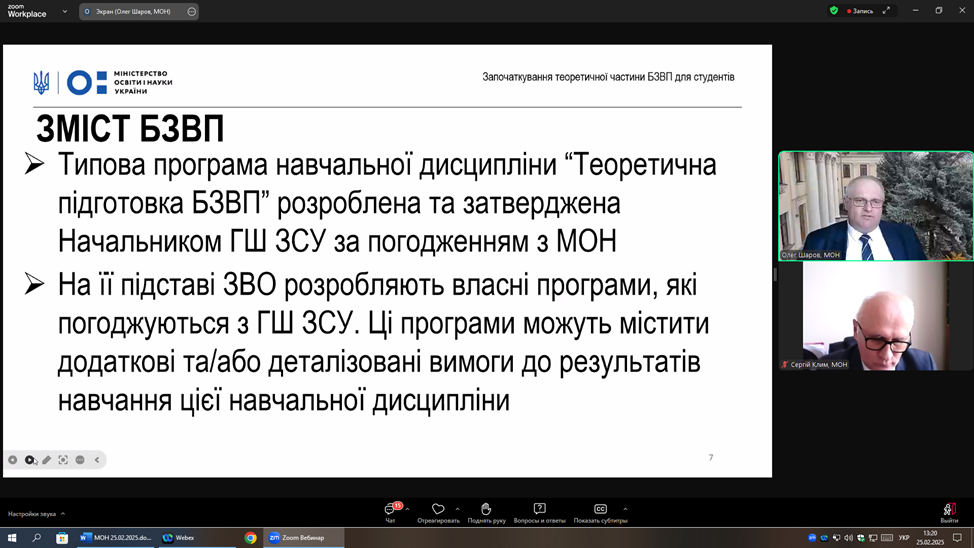 zoom
Workplace
Экран (Олег Шаров, МОН)
Запись
МІНІСТЕРСТВО
ОСВІТИ І НАУКИ
УКРАЇНИ
Започаткування теоретичної частини БЗВП для студентів
ЗМІСТ БЗВП
Типова програма навчальної дисципліни “Теоретична
підготовка БЗВП” розроблена та затверджена
Начальником ГШ ЗСУ за погодженням з МОН
На її підставі ЗВО розробляють власні програми, які
погоджуються з ГШ ЗСУ. Ці програми можуть містити
додаткові та/або деталізовані вимоги до результатів
навчання цієї навчальної дисципліни
7
Олег Шаров, МОН
Сергій Клим, МОН
Настройки звука
15
Чат
Отреагировать
Поднять руку
Вопросы и ответы
Показать субтитры
Выйти
МОН 25.02.2025.do...
Webex
Zoom Вебинар
УКР
13:20
25.02.2025